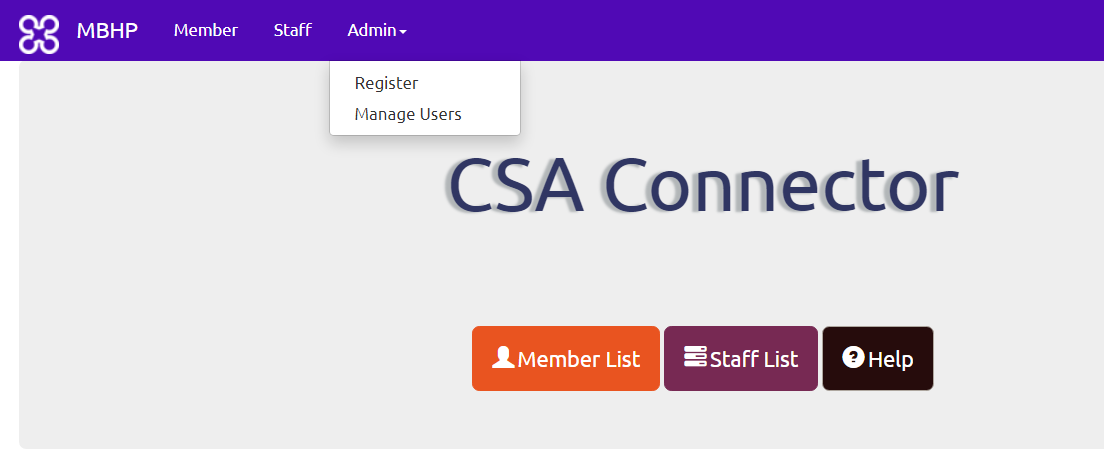 MBHP Member Staff Admin
Register
Manage Users
CSA Connector
Member List Staff List Help